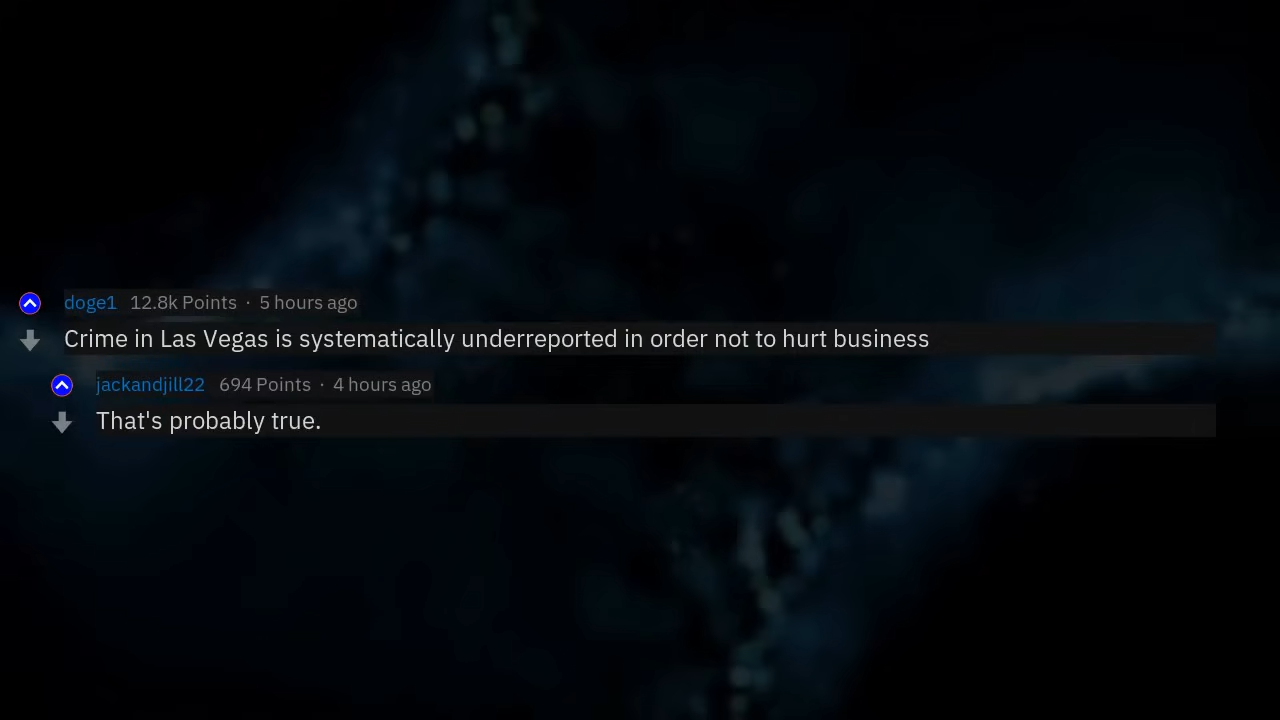 doge1 12.8k Points · 5 hours ago
Crime in Las Vegas is systematically underreported in order not to hurt business
jackandjill22 694 Points · 4 hours ago
That's probably true.